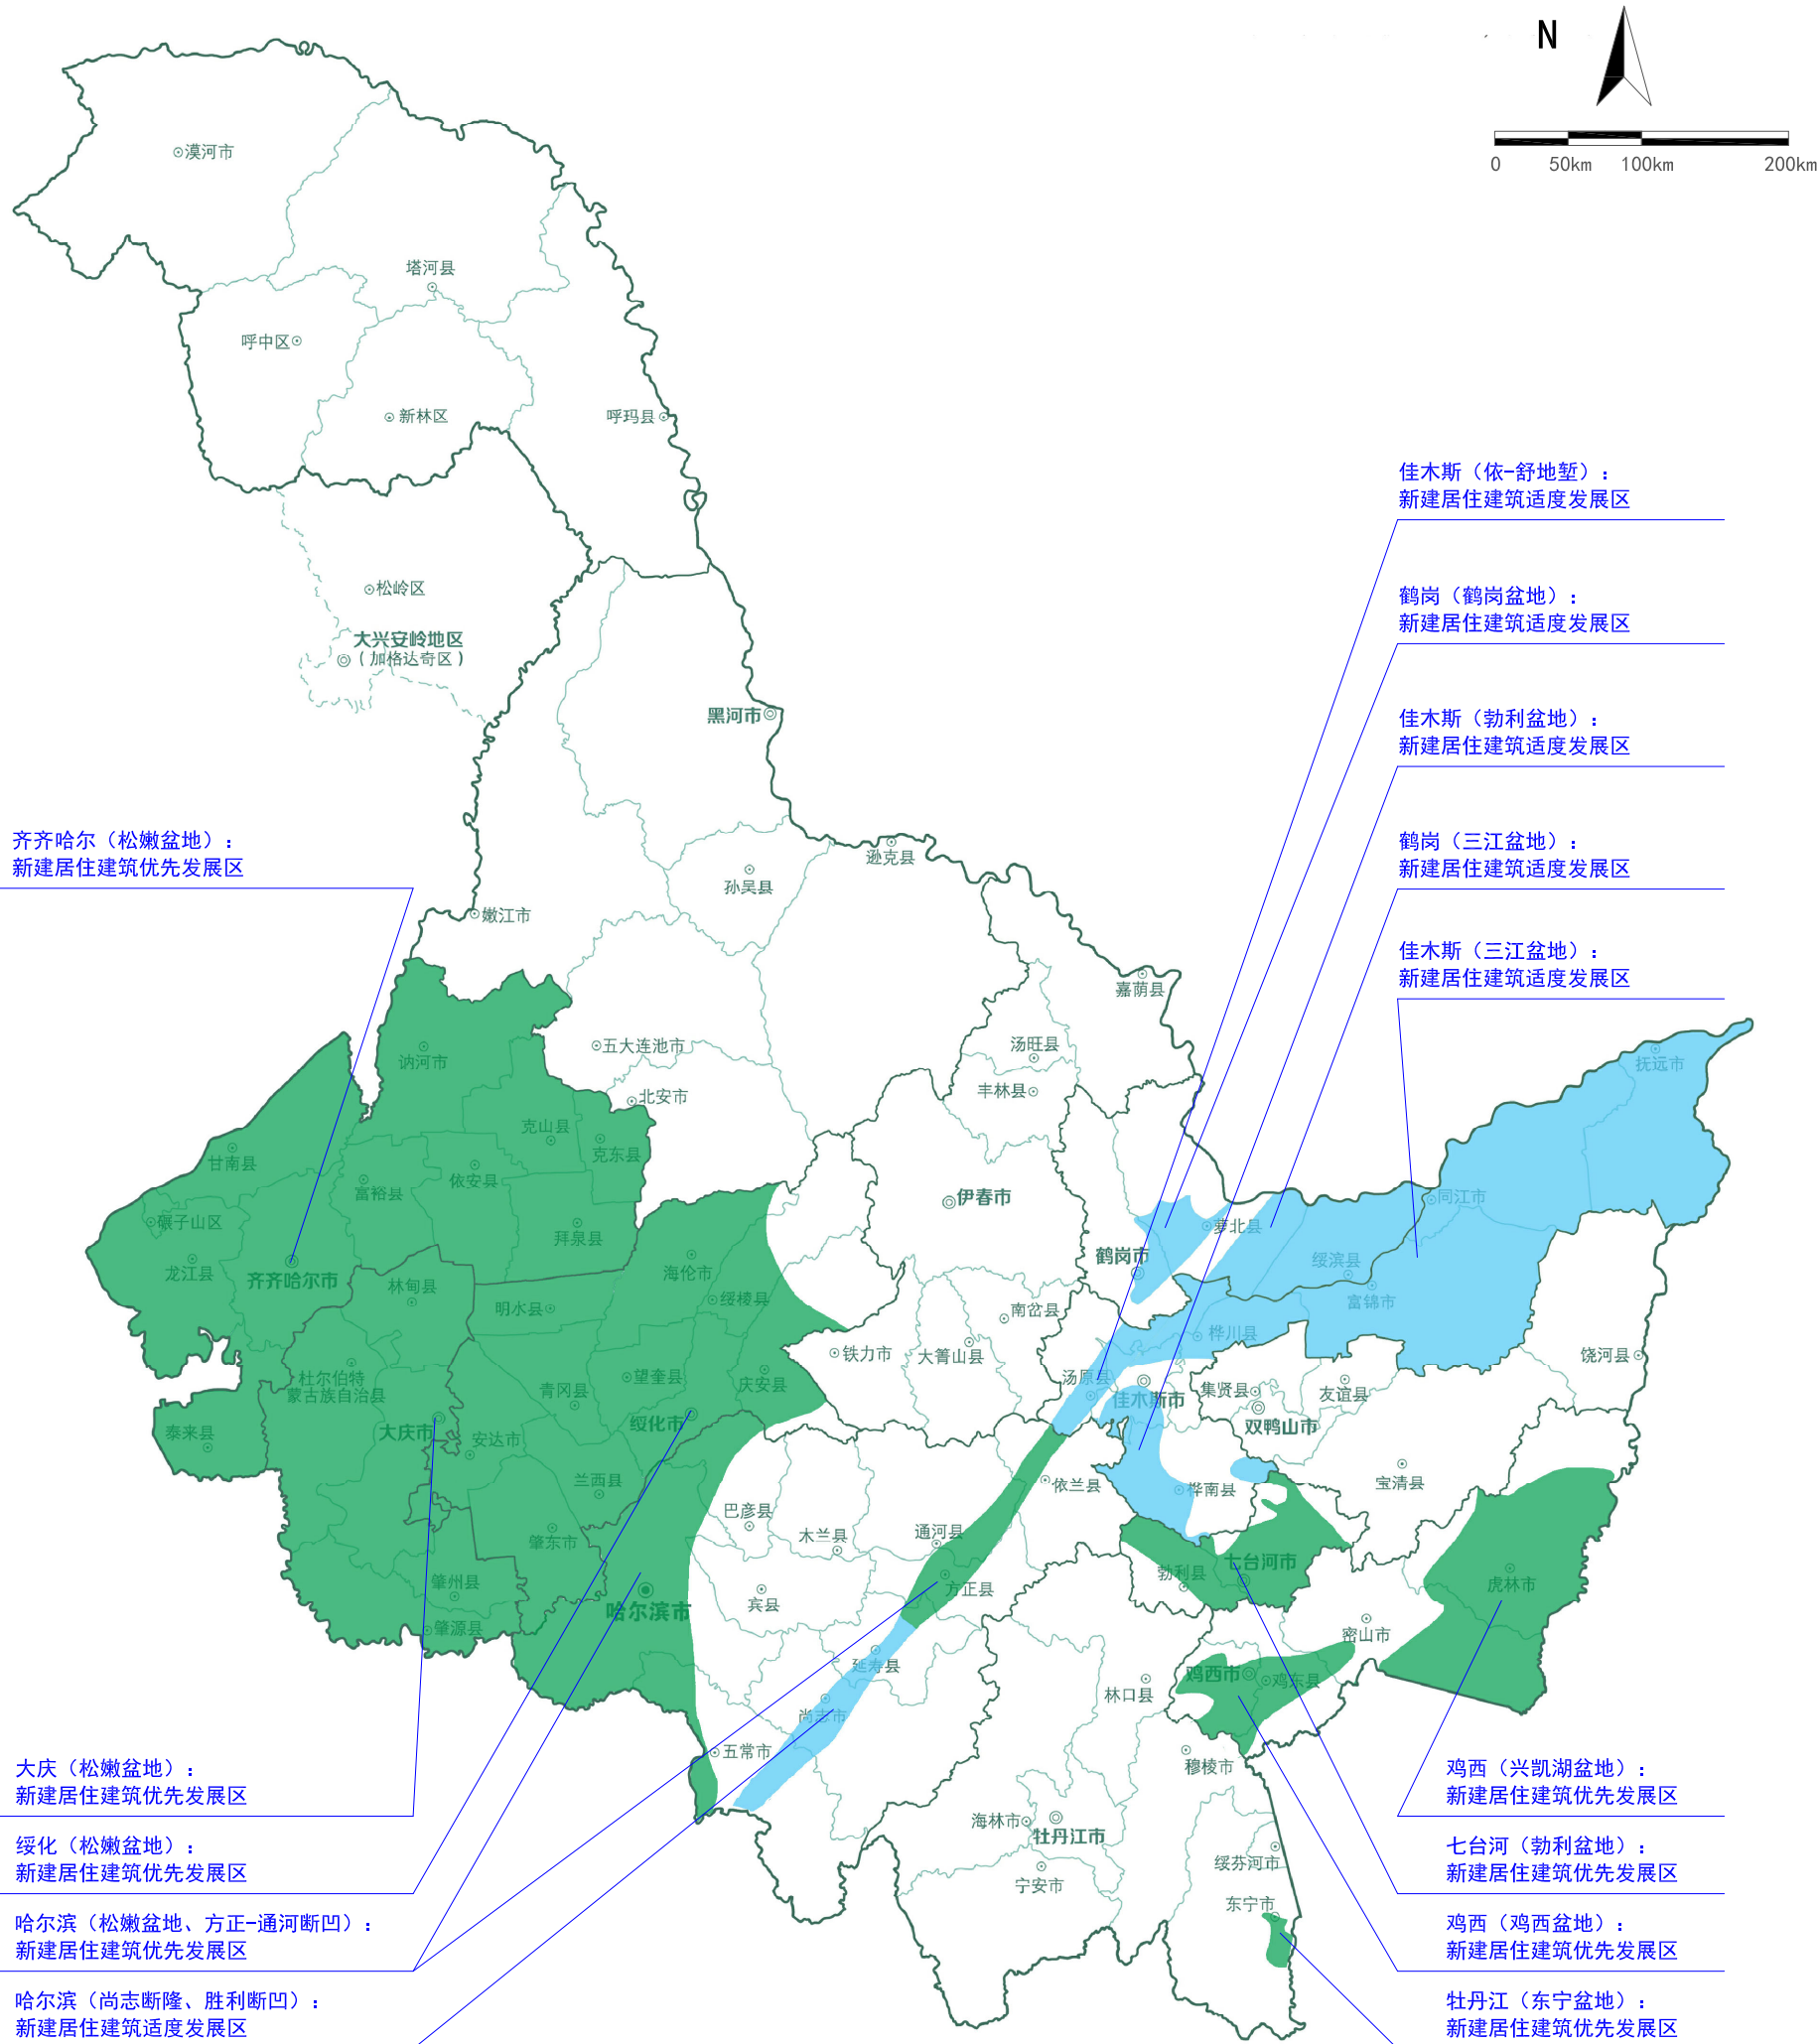 N
0 50km 100km 200km
漠河市
塔河县
呼中区
新林区
呼玛县
松岭区
大兴安岭地区
（加格达奇区）
黑河市
佳木斯（依-舒地堑）：
新建居住建筑适度发展区
鹤岗（鹤岗盆地）：
新建居住建筑适度发展区
佳木斯（勃利盆地）：
新建居住建筑适度发展区
鹤岗（三江盆地）：
新建居住建筑适度发展区
佳木斯（三江盆地）：
新建居住建筑适度发展区
齐齐哈尔（松嫩盆地）：
新建居住建筑优先发展区
逊克县
孙吴县
嫩江市
嘉荫县
五大连池市
汤旺县
讷河市
抚远市
北安市
丰林县
克山县
克东县
甘南县
依安县
富裕县
伊春市
同江市
碾子山区
萝北县
拜泉县
鹤岗市
绥滨县
龙江县
齐齐哈尔市
海伦市
林甸县
富锦市
明水县
绥棱县
南岔县
桦川县
铁力市
大箐山县
饶河县
杜尔伯特
蒙古族自治县
望奎县
庆安县
汤原县
青冈县
集贤县
友谊县
佳木斯市
双鸭山市
绥化市
大庆市
泰来县
安达市
兰西县
依兰县
桦南县
宝清县
巴彦县
木兰县
通河县
肇东市
七台河市
勃利县
虎林市
肇州县
方正县
哈尔滨市
宾县
肇源县
密山市
延寿县
鸡西市
鸡东县
林口县
尚志市
五常市
穆棱市
海林市
牡丹江市
绥芬河市
宁安市
东宁市
大庆（松嫩盆地）：
新建居住建筑优先发展区
绥化（松嫩盆地）：
新建居住建筑优先发展区
哈尔滨（松嫩盆地、方正-通河断凹）：
新建居住建筑优先发展区
哈尔滨（尚志断隆、胜利断凹）：
新建居住建筑适度发展区
鸡西（兴凯湖盆地）：
新建居住建筑优先发展区
七台河（勃利盆地）：
新建居住建筑优先发展区
鸡西（鸡西盆地）：
新建居住建筑优先发展区
牡丹江（东宁盆地）：
新建居住建筑优先发展区